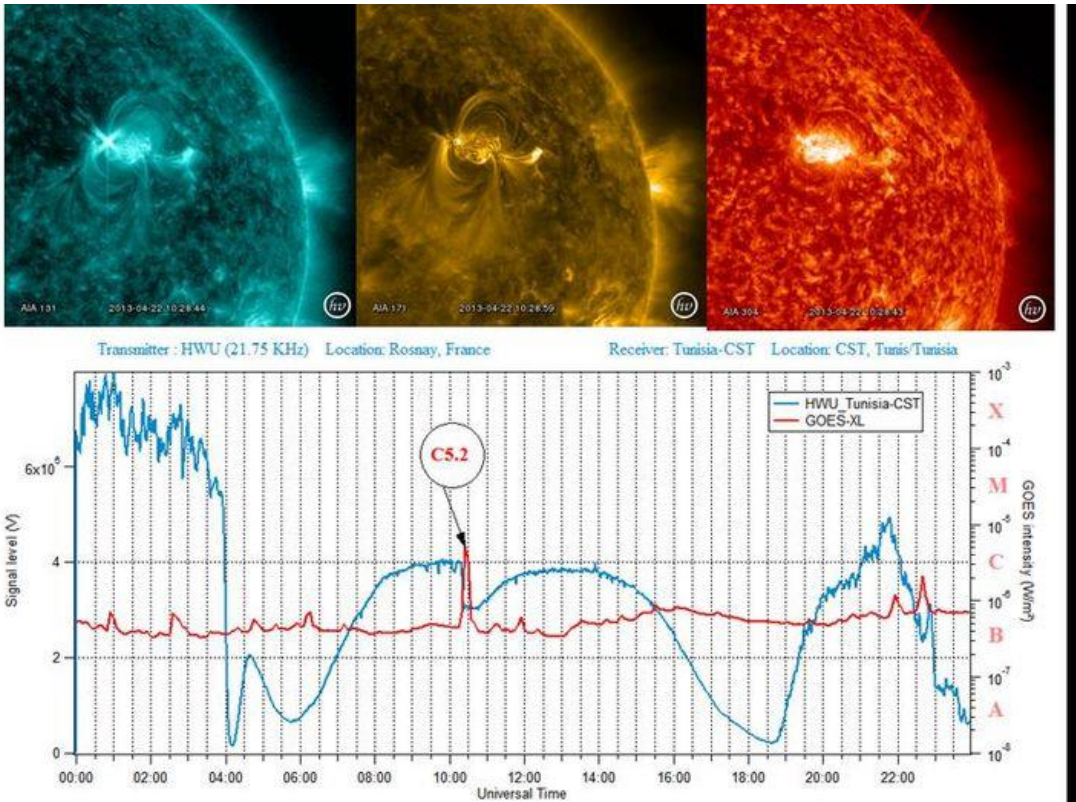 AIA 131 2013-04-22 10:28:44 hv
AIA 171 2013-04-22 10:28:59 hv
AIA 304 2013-04-22 10:28:43 hv
Transmitter : HWU (21.75 KHz) Location: Rosnay, France Receiver: Tunisia-CST Location: CST, Tunis/Tunisia
HWU_Tunisia-CST
GOES-XL
C5.2
Signal level (V)
6x10⁶
4
2
0
10⁻³
X
10⁻⁴
M
10⁻⁵
C
10⁻⁶
B
10⁻⁷
A
10⁻⁸
GOES intensity (W/m²)
00:00 02:00 04:00 06:00 08:00 10:00 12:00 14:00 16:00 18:00 20:00 22:00
Universal Time